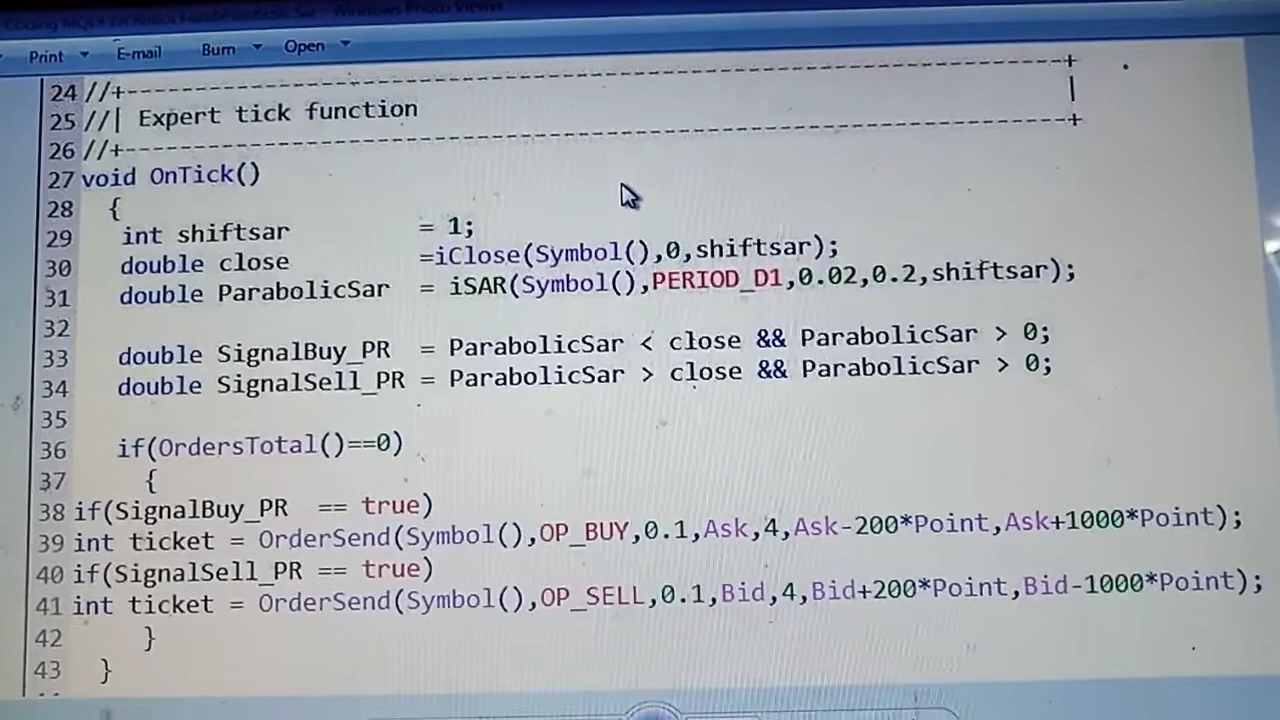 Print E-mail Burn Open
24 //+------------------------------------------------------------------+
25 //| Expert tick function |
26 //+------------------------------------------------------------------+
27 void OnTick()
28 {
29 int shiftsar = 1;
30 double close =iClose(Symbol(),0,shiftsar);
31 double ParabolicSar = iSAR(Symbol(),PERIOD_D1,0.02,0.2,shiftsar);
32
33 double SignalBuy_PR = ParabolicSar < close && ParabolicSar > 0;
34 double SignalSell_PR = ParabolicSar > close && ParabolicSar > 0;
35
36 if(OrdersTotal()==0)
37 {
38 if(SignalBuy_PR == true)
39 int ticket = OrderSend(Symbol(),OP_BUY,0.1,Ask,4,Ask-200*Point,Ask+1000*Point);
40 if(SignalSell_PR == true)
41 int ticket = OrderSend(Symbol(),OP_SELL,0.1,Bid,4,Bid+200*Point,Bid-1000*Point);
42 }
43 }